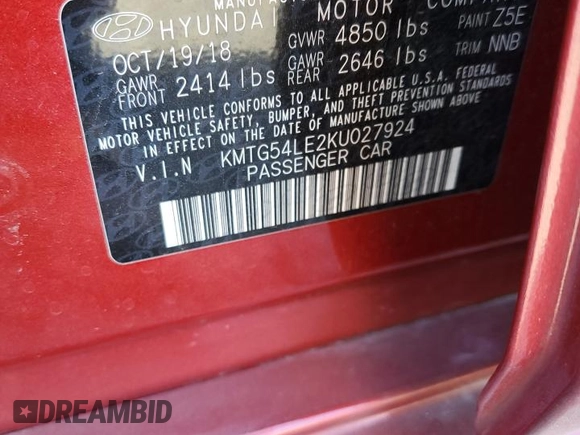 HYUNDAI MOTOR
OCT/19/18 GVWR 4850 lbs PAINT Z5E
GAWR FRONT 2414 lbs GAWR REAR 2646 lbs TRIM NNB
THIS VEHICLE CONFORMS TO ALL APPLICABLE U.S.A. FEDERAL
MOTOR VEHICLE SAFETY, BUMPER, AND THEFT PREVENTION STANDARDS
IN EFFECT ON THE DATE OF MANUFACTURE SHOWN ABOVE.
V.I.N KMTG54LE2KU027924
PASSENGER CAR
DREAMBID